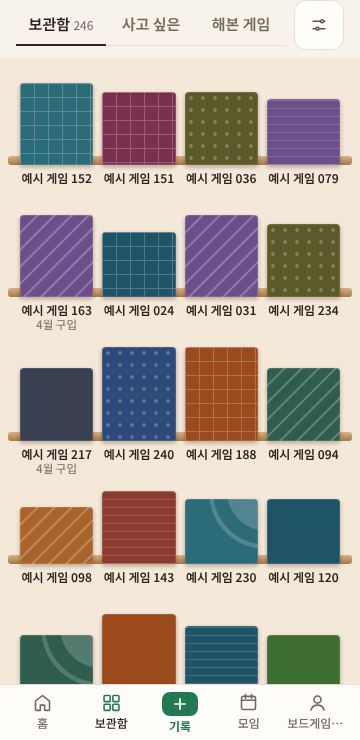 보관함 246 사고 싶은 해본 게임
예시 게임 152 예시 게임 151 예시 게임 036 예시 게임 079
예시 게임 163 예시 게임 024 예시 게임 031 예시 게임 234
4월 구입
예시 게임 217 예시 게임 240 예시 게임 188 예시 게임 094
4월 구입
예시 게임 098 예시 게임 143 예시 게임 230 예시 게임 120
홈 보관함 기록 모임 보드게임…